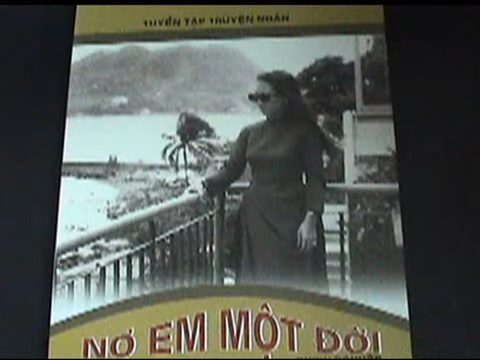 TUYỂN TẬP TRUYỆN NGẮN
NỢ EM MỘT ĐỜI